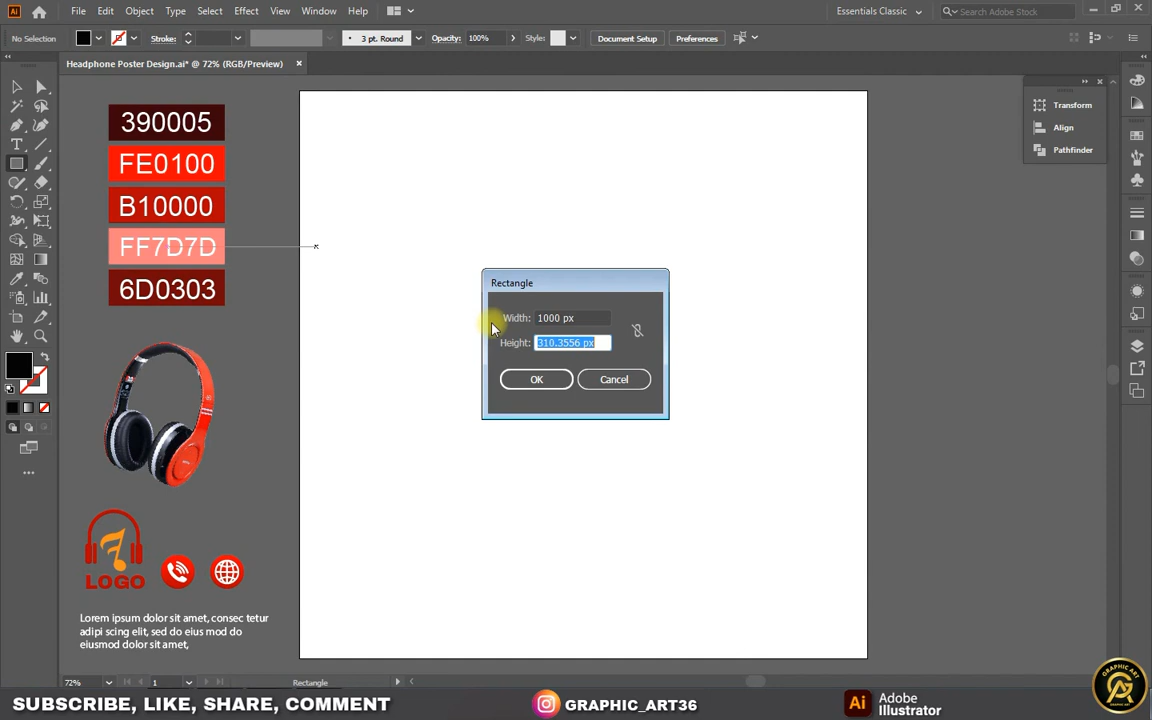 Ai
File Edit Object Type Select Effect View Window Help
Essentials Classic
Search Adobe Stock
No Selection
Stroke:
3 pt. Round
Opacity: 100%
Style:
Document Setup
Preferences
Headphone Poster Design.ai* @ 72% (RGB/Preview)
Transform
Align
Pathfinder
390005
FE0100
B10000
FF7D7D
6D0303
Rectangle
Width: 1000 px
Height: 310.3556 px
OK Cancel
LOGO
Lorem ipsum dolor sit amet, consec tetur
adipi scing elit, sed do eius mod do
eiusmod dolor sit amet,
72% 1 Rectangle
SUBSCRIBE, LIKE, SHARE, COMMENT
GRAPHIC_ART36
Ai Adobe
Illustrator
GRAPHIC ART